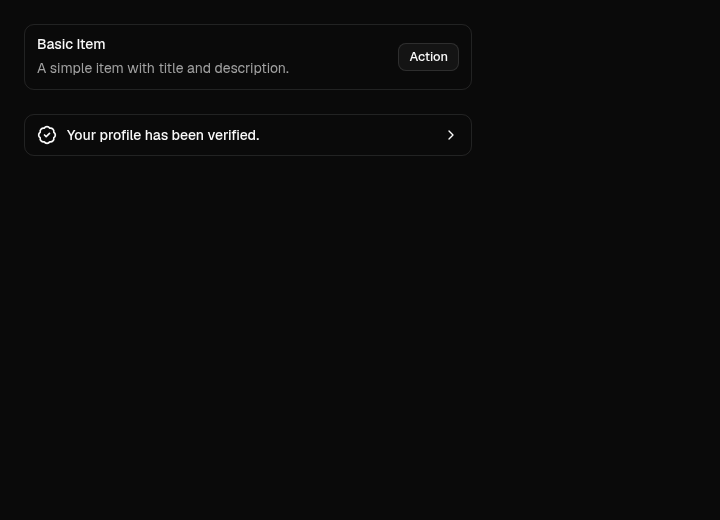 Basic Item
A simple item with title and description.
Action
Your profile has been verified.